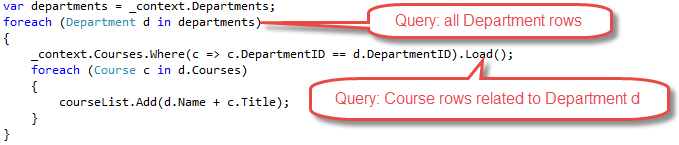 var departments = _context.Departments;
foreach (Department d in departments)
Query: all Department rows
{
    _context.Courses.Where(c => c.DepartmentID == d.DepartmentID).Load();
    foreach (Course c in d.Courses)
    {
Query: Course rows related to Department d
        courseList.Add(d.Name + c.Title);
    }
}